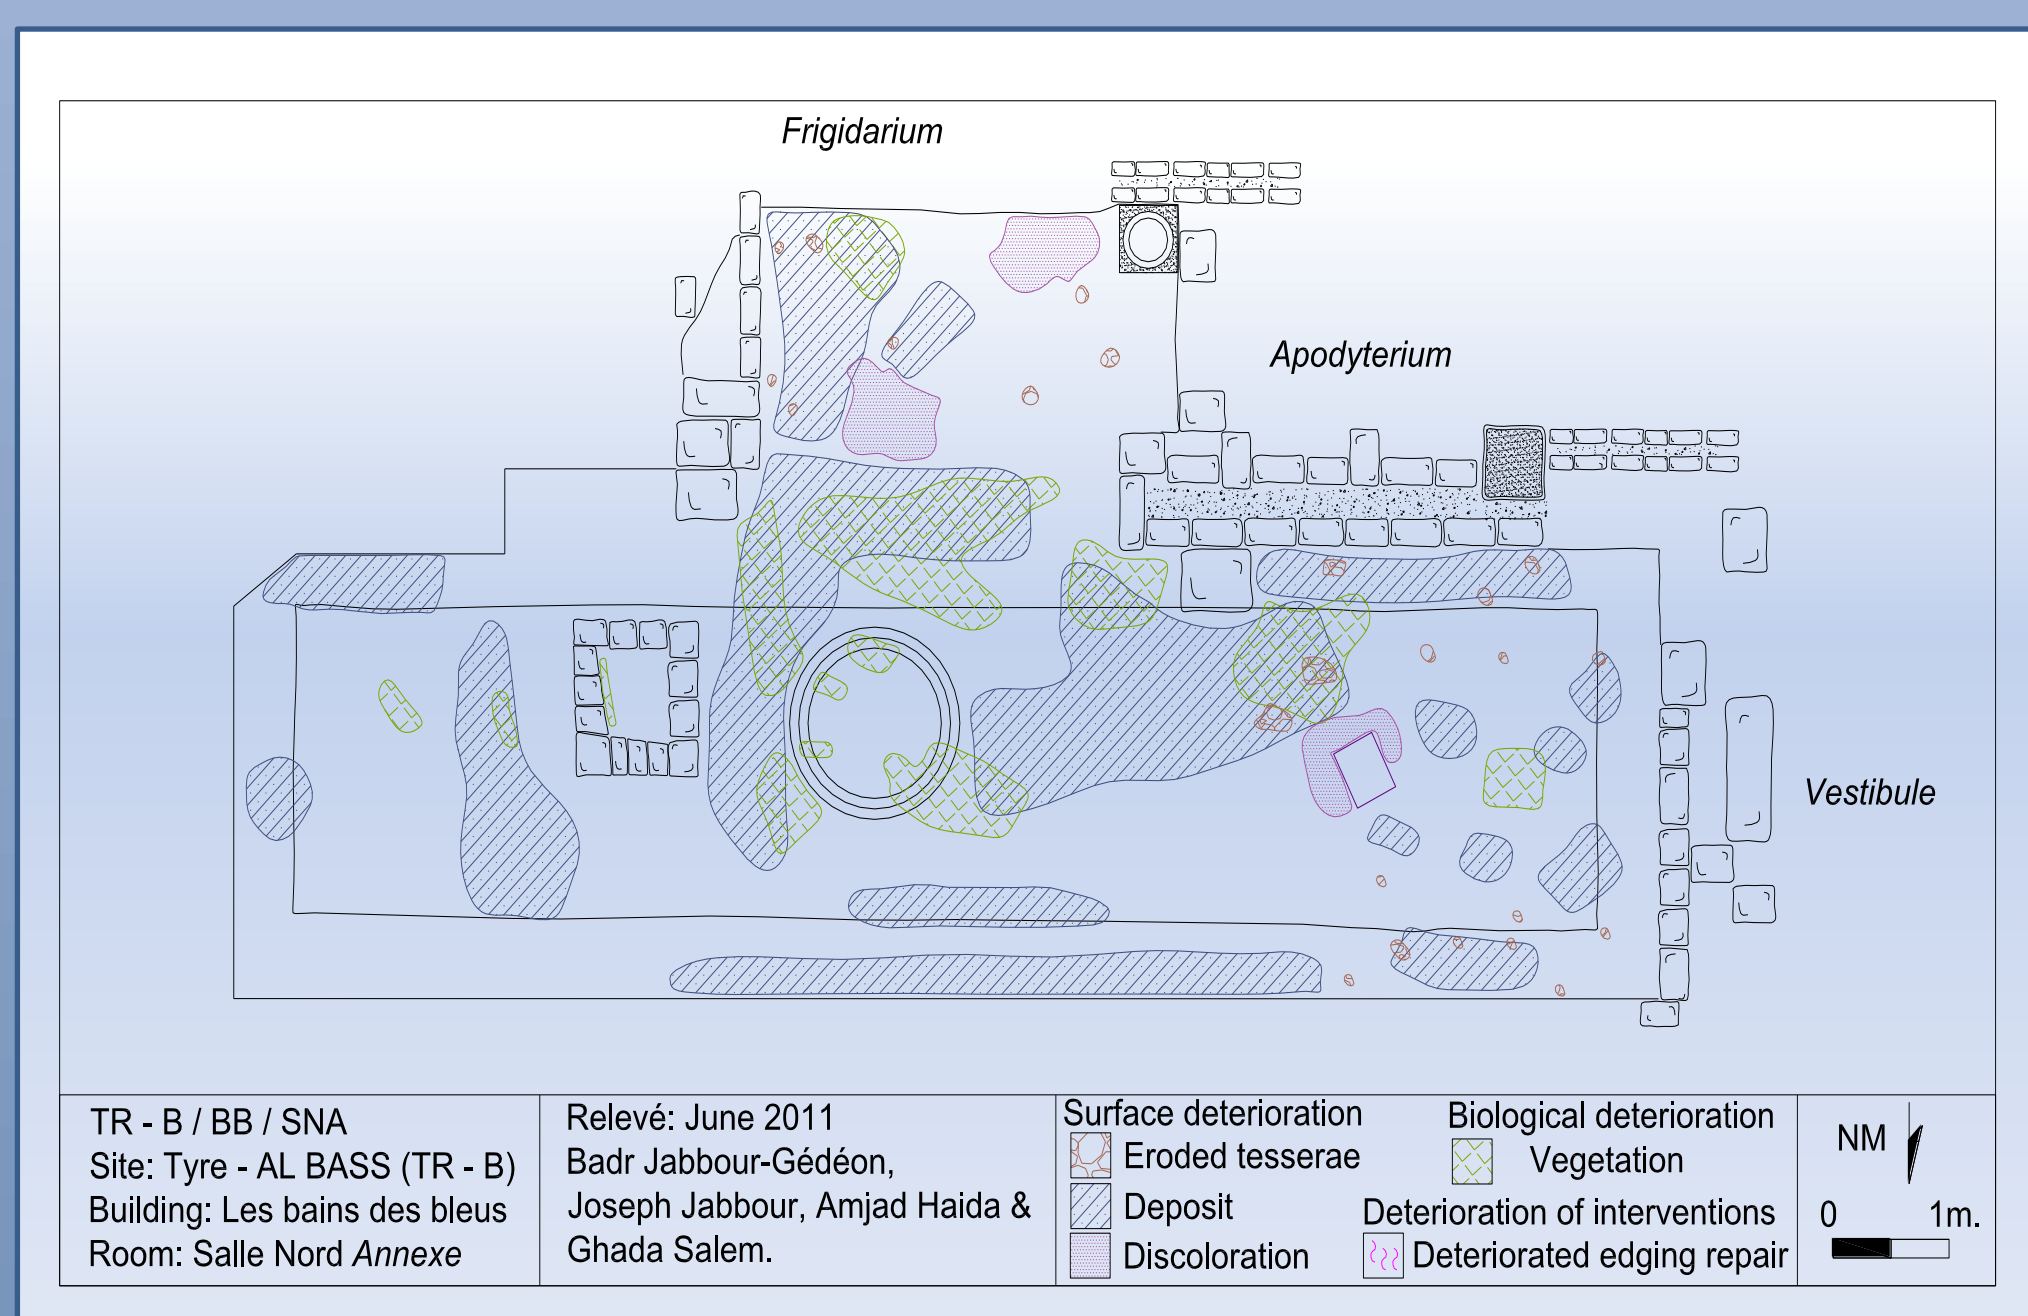 Frigidarium
Apodyterium
Vestibule
TR - B / BB / SNA
Site: Tyre - AL BASS (TR - B)
Building: Les bains des bleus
Room: Salle Nord Annexe
Relevé: June 2011
Badr Jabbour-Gédéon,
Joseph Jabbour, Amjad Haida &
Ghada Salem.
Surface deterioration
Eroded tesserae
Deposit
Discoloration
Biological deterioration
Vegetation
Deterioration of interventions
Deteriorated edging repair
NM
0 1m.